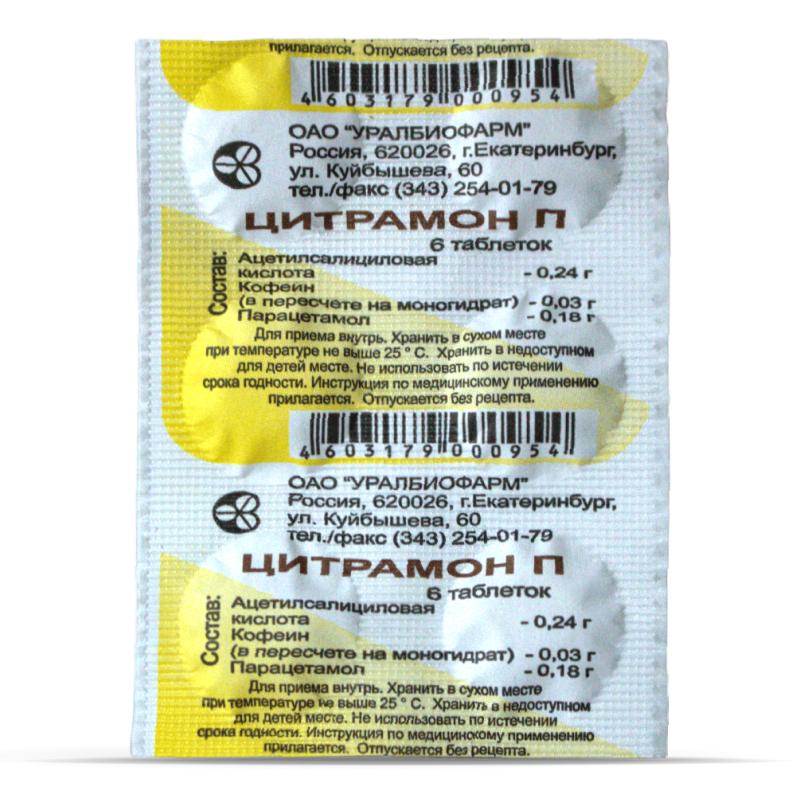 прилагается. Отпускается без рецепта.
4 603179 000954
ОАО "УРАЛБИОФАРМ"
Россия, 620026, г.Екатеринбург,
ул. Куйбышева, 60
тел./факс (343) 254-01-79
ЦИТРАМОН П
6 таблеток
Состав:
Ацетилсалициловая
кислота - 0,24 г
Кофеин
(в пересчете на моногидрат) - 0,03 г
Парацетамол - 0,18 г
Для приема внутрь. Хранить в сухом месте
при температуре не выше 25 ° С. Хранить в недоступном
для детей месте. Не использовать по истечении
срока годности. Инструкция по медицинскому применению
прилагается. Отпускается без рецепта.
4 603179 000954
ОАО "УРАЛБИОФАРМ"
Россия, 620026, г.Екатеринбург,
ул. Куйбышева, 60
тел./факс (343) 254-01-79
ЦИТРАМОН П
6 таблеток
Состав:
Ацетилсалициловая
кислота - 0,24 г
Кофеин
(в пересчете на моногидрат) - 0,03 г
Парацетамол - 0,18 г
Для приема внутрь. Хранить в сухом месте
при температуре не выше 25 ° С. Хранить в недоступном
для детей месте. Не использовать по истечении
срока годности. Инструкция по медицинскому применению
прилагается. Отпускается без рецепта.